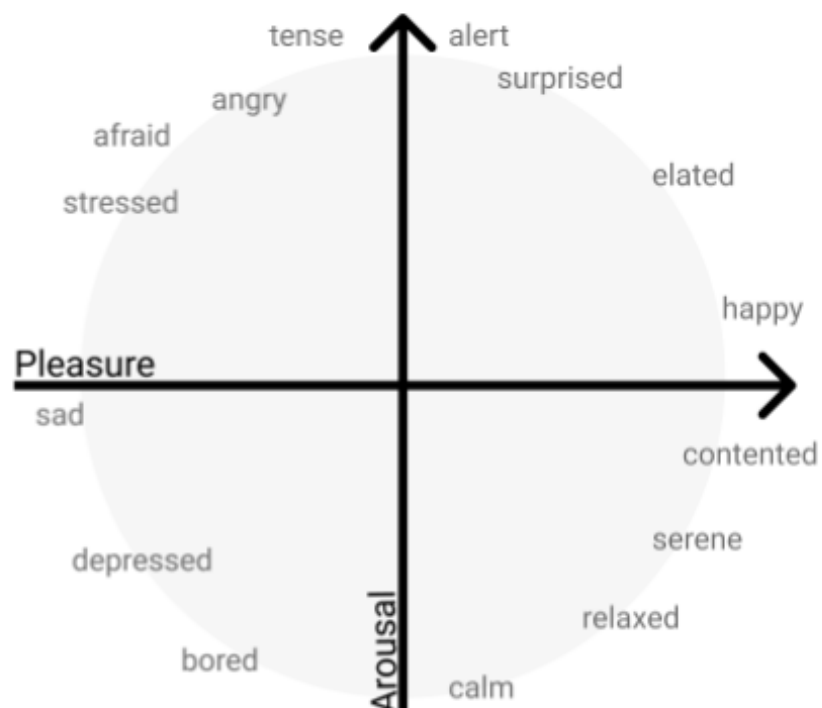 tense
alert
surprised
angry
afraid
elated
stressed
happy
Pleasure
sad
contented
serene
depressed
Arousal
relaxed
bored
calm